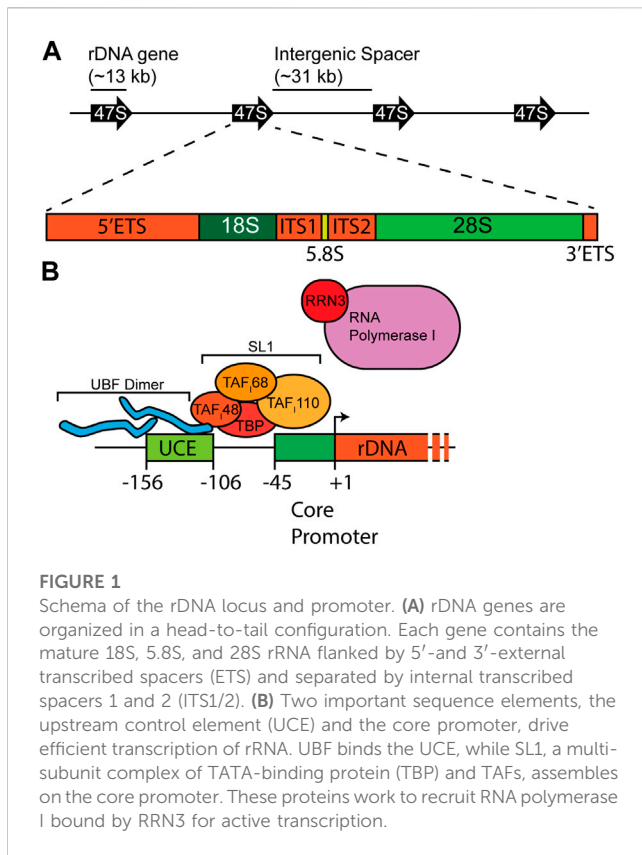 A
rDNA gene
(~13 kb)
Intergenic Spacer
(~31 kb)
47S 47S 47S 47S
5'ETS 18S ITS1 ITS2 28S
5.8S 3'ETS
B
RRN3
RNA
Polymerase I
SL1
UBF Dimer
TAFI68
TAFI48 TAFI110
TBP
UCE rDNA
-156 -106 -45 +1
Core
Promoter
FIGURE 1
Schema of the rDNA locus and promoter. (A) rDNA genes are
organized in a head-to-tail configuration. Each gene contains the
mature 18S, 5.8S, and 28S rRNA flanked by 5′-and 3′-external
transcribed spacers (ETS) and separated by internal transcribed
spacers 1 and 2 (ITS1/2). (B) Two important sequence elements, the
upstream control element (UCE) and the core promoter, drive
efficient transcription of rRNA. UBF binds the UCE, while SL1, a multi-
subunit complex of TATA-binding protein (TBP) and TAFs, assembles
on the core promoter. These proteins work to recruit RNA polymerase
I bound by RRN3 for active transcription.